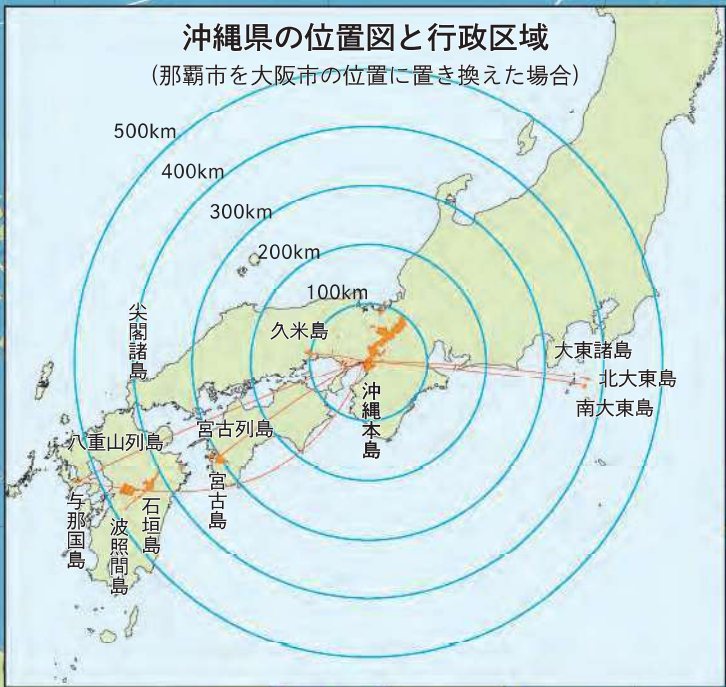 沖縄県の位置図と行政区域
(那覇市を大阪市の位置に置き換えた場合)
500km
400km
300km
200km
100km
尖閣諸島
久米島
大東諸島
北大東島
南大東島
沖縄本島
宮古列島
八重山列島
宮古島
石垣島
与那国島
波照間島